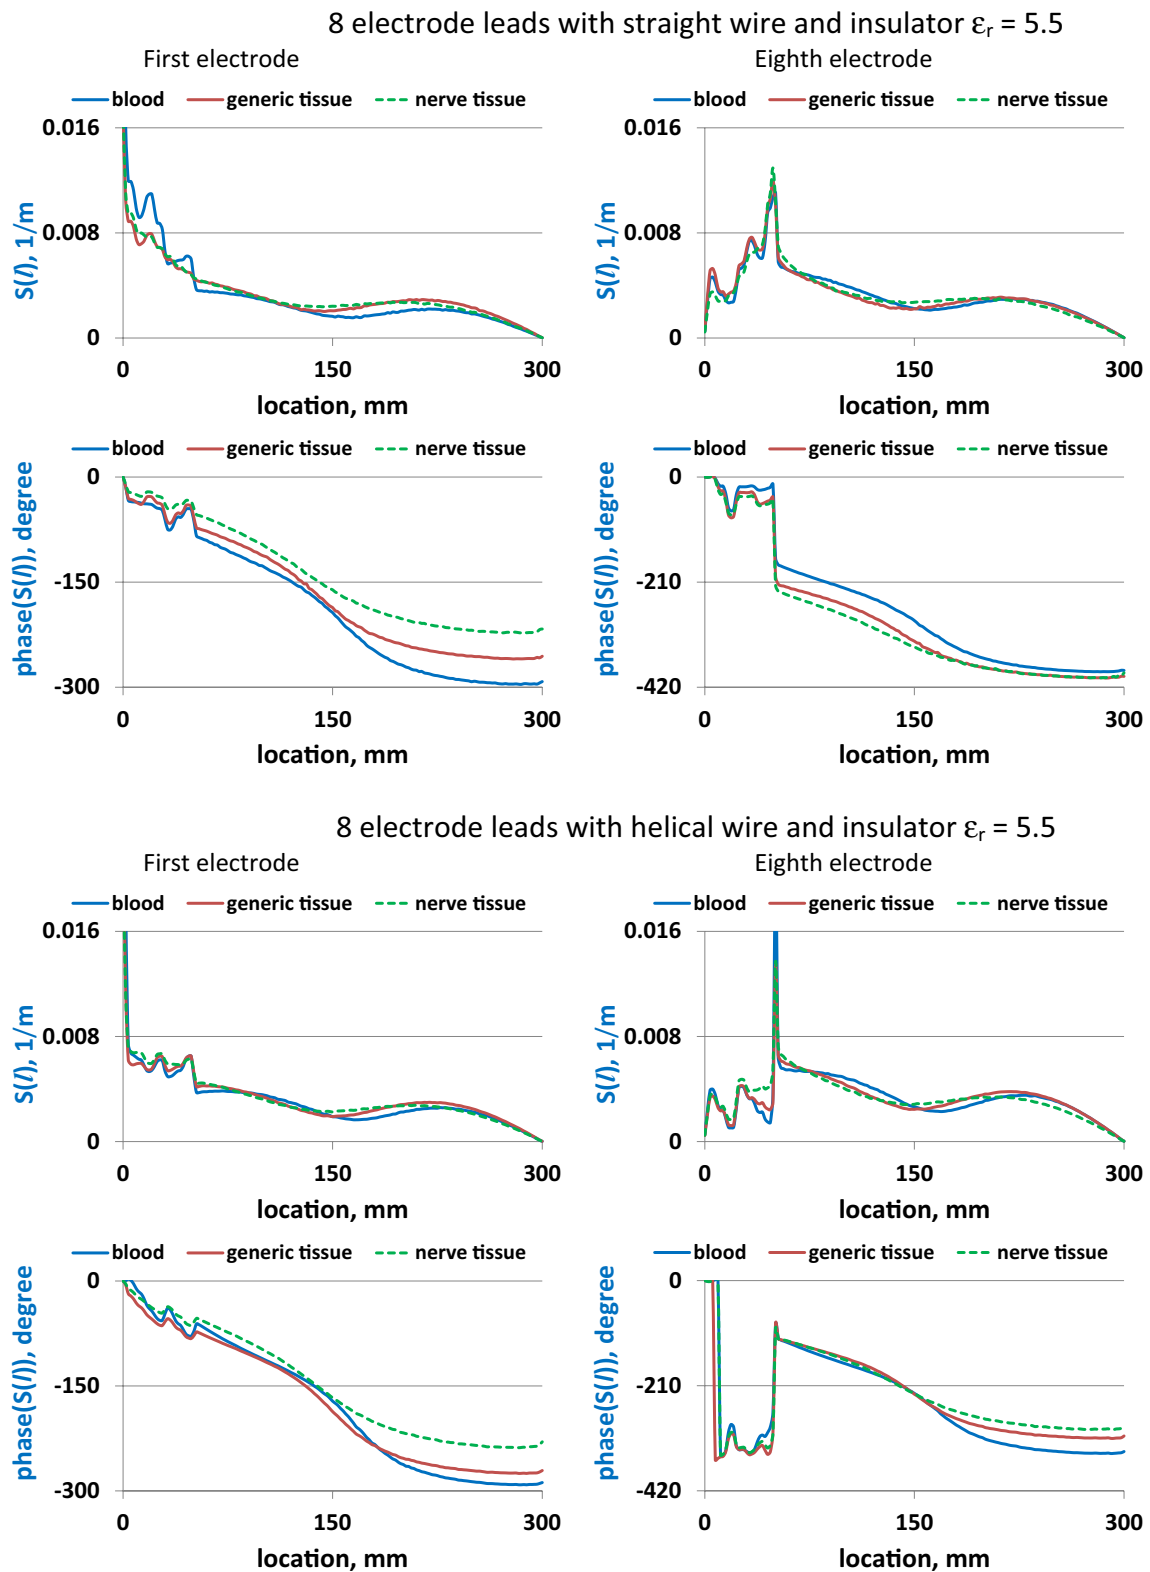 8 electrode leads with straight wire and insulator εr = 5.5
First electrode
Eighth electrode
blood generic tissue nerve tissue
blood generic tissue nerve tissue
S(l), 1/m
0.016
0.008
0
0 150 300
location, mm
S(l), 1/m
0.016
0.008
0
0 150 300
location, mm
blood generic tissue nerve tissue
blood generic tissue nerve tissue
phase(S(l)), degree
0
-150
-300
0 150 300
location, mm
phase(S(l)), degree
0
-210
-420
0 150 300
location, mm
8 electrode leads with helical wire and insulator εr = 5.5
First electrode
Eighth electrode
blood generic tissue nerve tissue
blood generic tissue nerve tissue
S(l), 1/m
0.016
0.008
0
0 150 300
location, mm
S(l), 1/m
0.016
0.008
0
0 150 300
location, mm
blood generic tissue nerve tissue
blood generic tissue nerve tissue
phase(S(l)), degree
0
-150
-300
0 150 300
location, mm
phase(S(l)), degree
0
-210
-420
0 150 300
location, mm